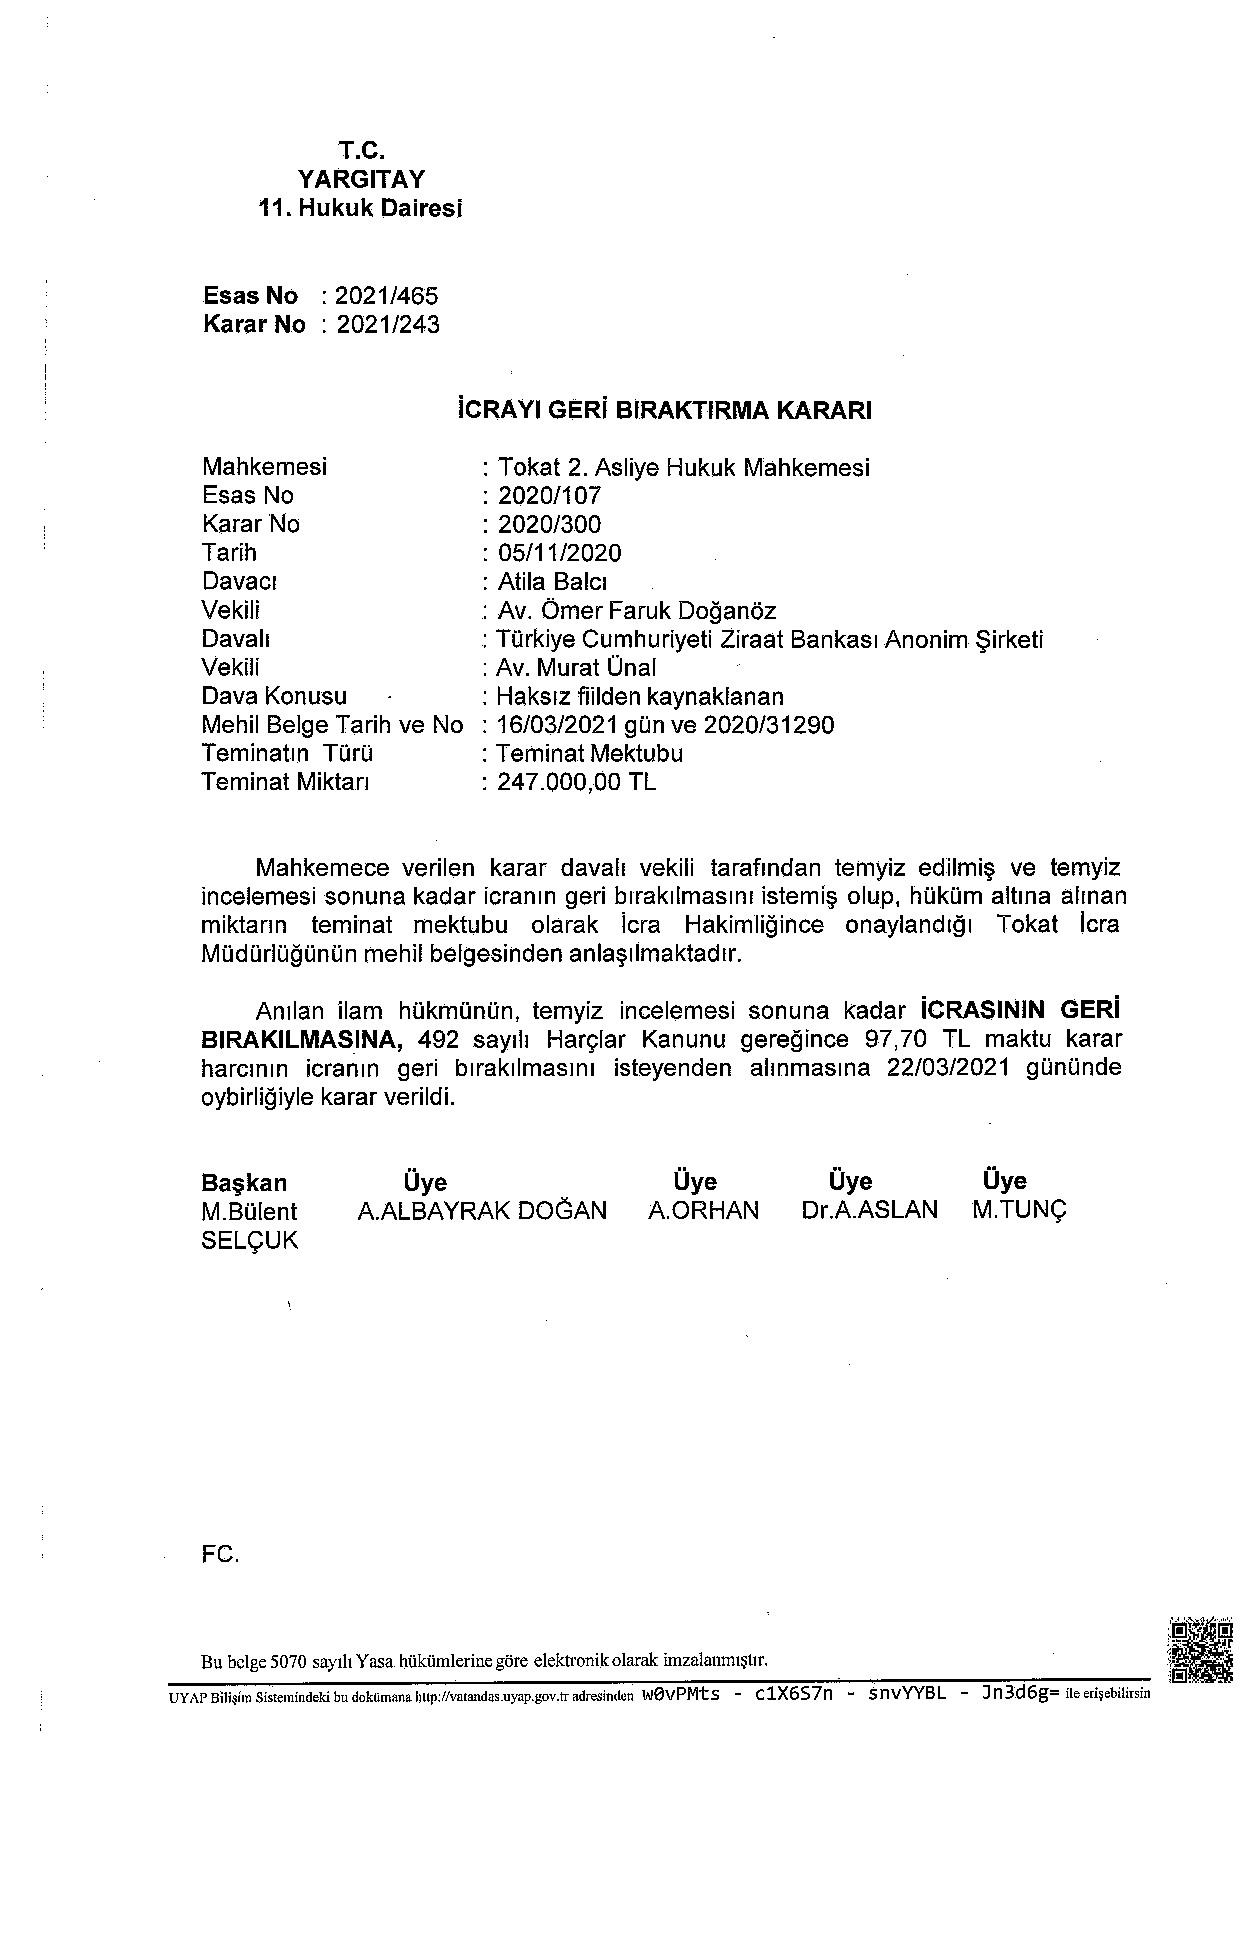 T.C.
YARGITAY
11. Hukuk Dairesi
Esas No : 2021/465
Karar No : 2021/243
İCRAYI GERİ BIRAKTIRMA KARARI
Mahkemesi : Tokat 2. Asliye Hukuk Mahkemesi
Esas No : 2020/107
Karar No : 2020/300
Tarih : 05/11/2020
Davacı : Atila Balcı
Vekili : Av. Ömer Faruk Doğanöz
Davalı : Türkiye Cumhuriyeti Ziraat Bankası Anonim Şirketi
Vekili : Av. Murat Ünal
Dava Konusu : Haksız fiilden kaynaklanan
Mehil Belge Tarih ve No : 16/03/2021 gün ve 2020/31290
Teminatın Türü : Teminat Mektubu
Teminat Miktarı : 247.000,00 TL
Mahkemece verilen karar davalı vekili tarafından temyiz edilmiş ve temyiz
incelemesi sonuna kadar icranın geri bırakılmasını istemiş olup, hüküm altına alınan
miktarın teminat mektubu olarak İcra Hakimliğince onaylandığı Tokat İcra
Müdürlüğünün mehil belgesinden anlaşılmaktadır.
Anılan ilam hükmünün, temyiz incelemesi sonuna kadar İCRASININ GERİ
BIRAKILMASINA, 492 sayılı Harçlar Kanunu gereğince 97,70 TL maktu karar
harcının icranın geri bırakılmasını isteyenden alınmasına 22/03/2021 gününde
oybirliğiyle karar verildi.
Başkan Üye Üye Üye Üye
M.Bülent A.ALBAYRAK DOĞAN A.ORHAN Dr.A.ASLAN M.TUNÇ
SELÇUK
FC.
Bu belge 5070 sayılı Yasa hükümlerine göre elektronik olarak imzalanmıştır.
UYAP Bilişim Sistemindeki bu dokümana http://vatandas.uyap.gov.tr adresinden w0vPMts - c1X6S7n - snvYYBL - Jn3d6g= ile erişebilirsin